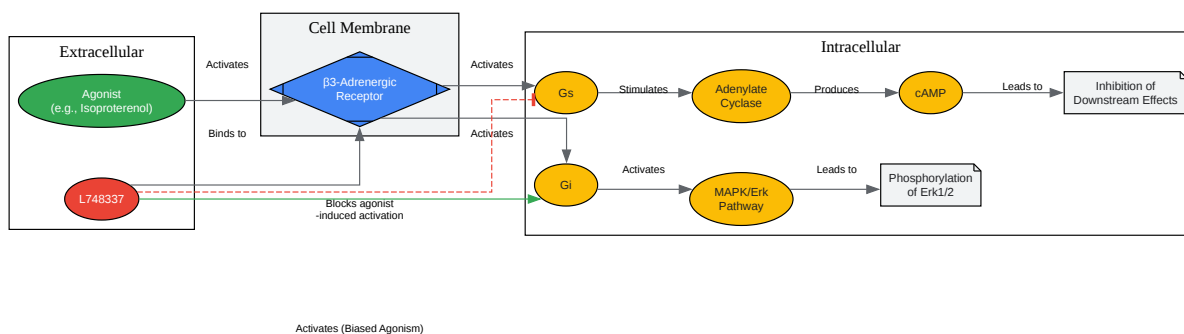 Cell Membrane
Extracellular
Intracellular
Activates
Activates
β3-Adrenergic
Receptor
Agonist
(e.g., Isoproterenol)
Gs
Stimulates
Adenylate
Cyclase
Produces
cAMP
Leads to
Inhibition of
Downstream Effects
Binds to
Activates
L748337
Gi
Activates
MAPK/Erk
Pathway
Leads to
Phosphorylation
of Erk1/2
Blocks agonist
-induced activation
Activates (Biased Agonism)